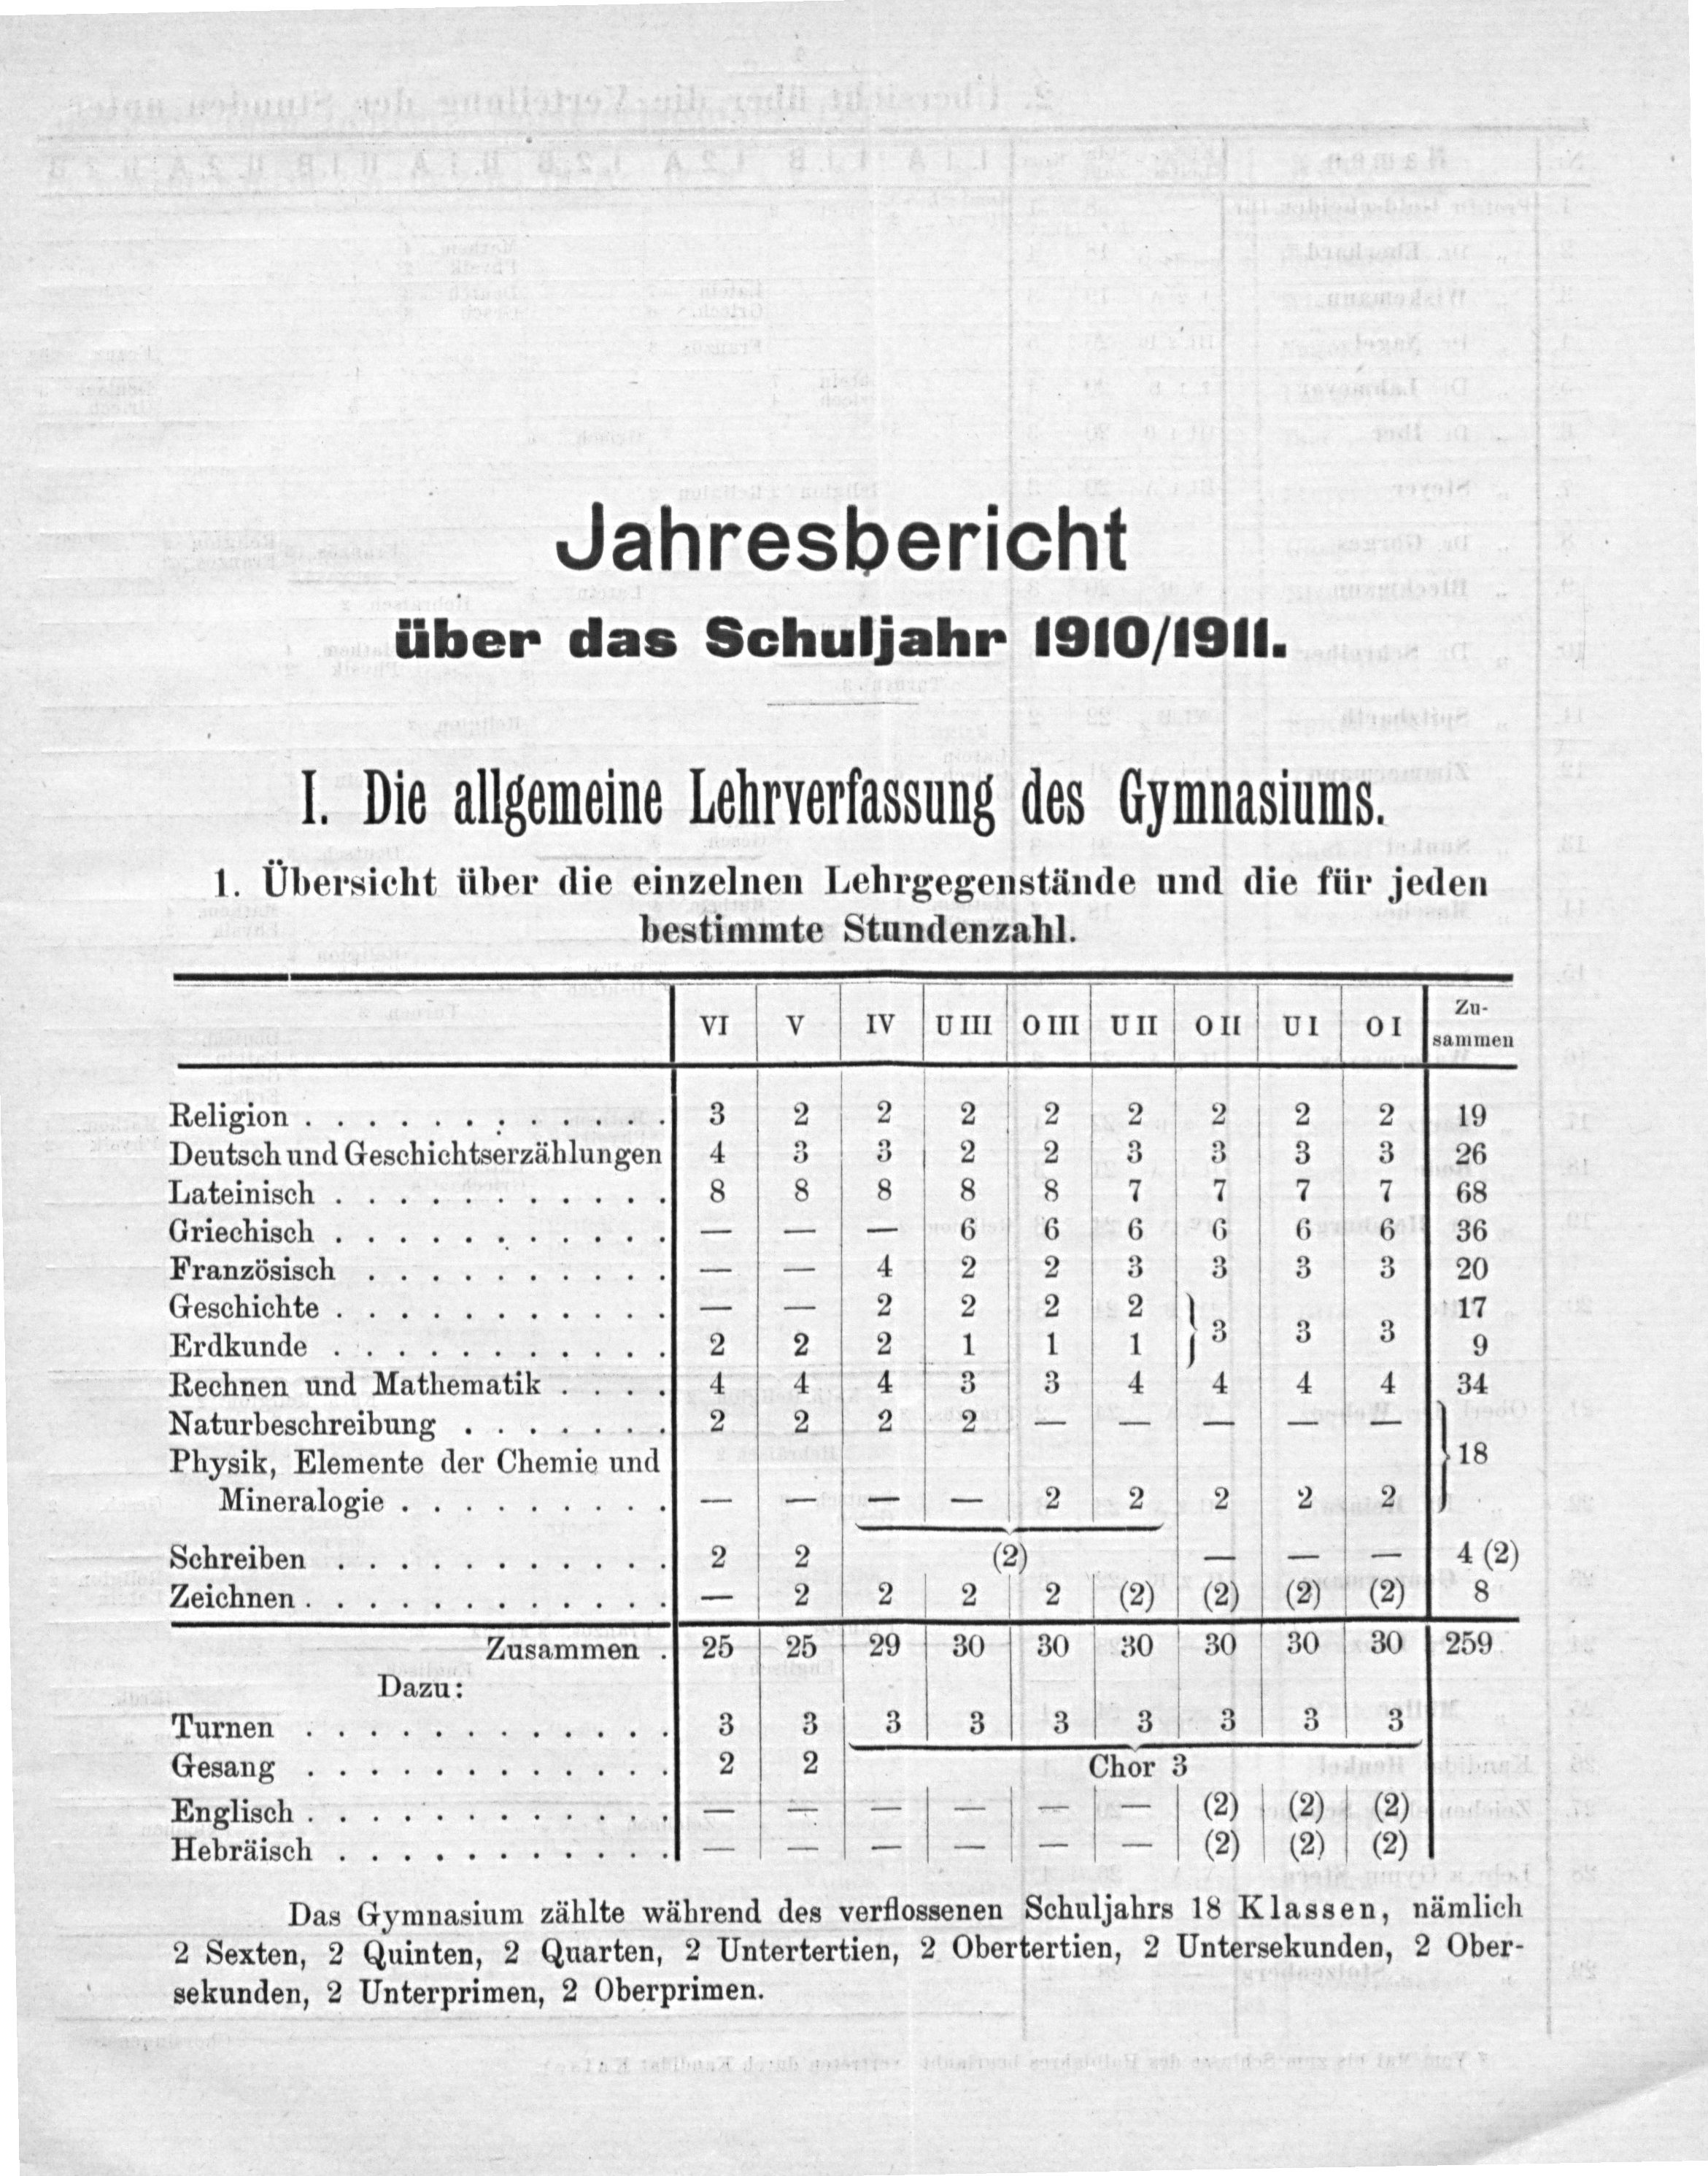 Jahresbericht
über das Schuljahr 1910/1911.
I. Die allgemeine Lehrverfassung des Gymnasiums.
1. Übersicht über die einzelnen Lehrgegenstände und die für jeden
bestimmte Stundenzahl.
VI V IV U III O III U II O II U I O I Zu-
sammen
Religion . . . . . . . . . . . . 3 2 2 2 2 2 2 2 2 19
Deutsch und Geschichtserzählungen 4 3 3 2 2 3 3 3 3 26
Lateinisch . . . . . . . . . . . 8 8 8 8 8 7 7 7 7 68
Griechisch . . . . . . . . . . . — — — 6 6 6 6 6 6 36
Französisch . . . . . . . . . . — — 4 2 2 3 3 3 3 20
Geschichte . . . . . . . . . . . — — 2 2 2 2 } 3 3 3 17
Erdkunde . . . . . . . . . . . 2 2 2 1 1 1 9
Rechnen und Mathematik . . . . 4 4 4 3 3 4 4 4 4 34
Naturbeschreibung . . . . . . . 2 2 2 2 — — — — — } 18
Physik, Elemente der Chemie und
Mineralogie . . . . . . . . . — — — — 2 2 2 2 2
Schreiben . . . . . . . . . . . 2 2 (2) — — — 4 (2)
Zeichnen . . . . . . . . . . . . — 2 2 2 2 (2) (2) (2) (2) 8
Zusammen . 25 25 29 30 30 30 30 30 30 259
Dazu:
Turnen . . . . . . . . . . . . 3 3 3 3 3 3 3 3 3
Gesang . . . . . . . . . . . . 2 2 Chor 3
Englisch . . . . . . . . . . . . — — — — — — (2) (2) (2)
Hebräisch . . . . . . . . . . . — — — — — — (2) (2) (2)
Das Gymnasium zählte während des verflossenen Schuljahrs 18 Klassen, nämlich
2 Sexten, 2 Quinten, 2 Quarten, 2 Untertertien, 2 Obertertien, 2 Untersekunden, 2 Ober-
sekunden, 2 Unterprimen, 2 Oberprimen.